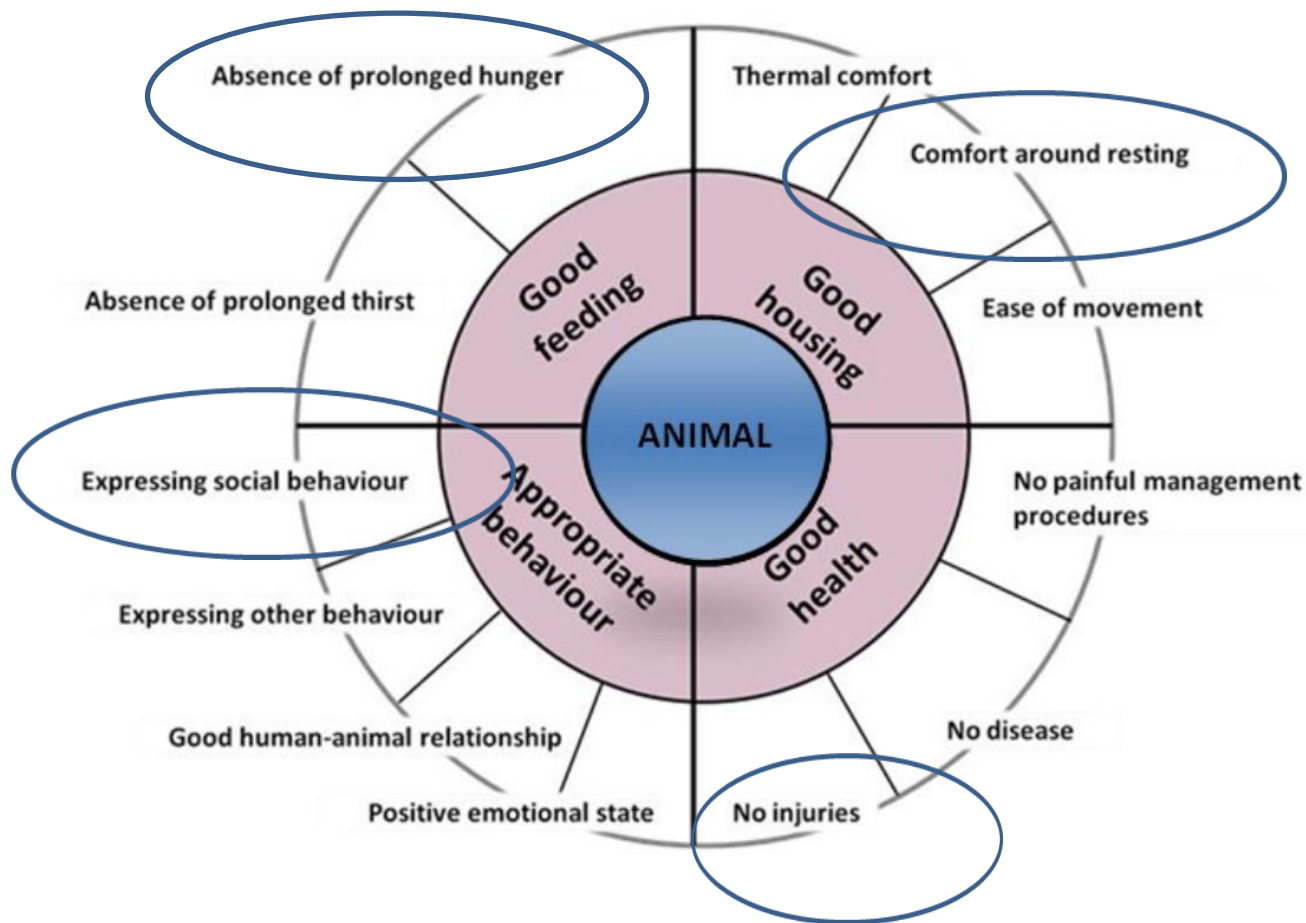 Absence of prolonged hunger
Thermal comfort
Comfort around resting
Good
feeding
Good
housing
Absence of prolonged thirst
Ease of movement
ANIMAL
Expressing social behaviour
Appropriate
behaviour
Good
health
No painful management
procedures
Expressing other behaviour
Good human-animal relationship
No disease
Positive emotional state
No injuries